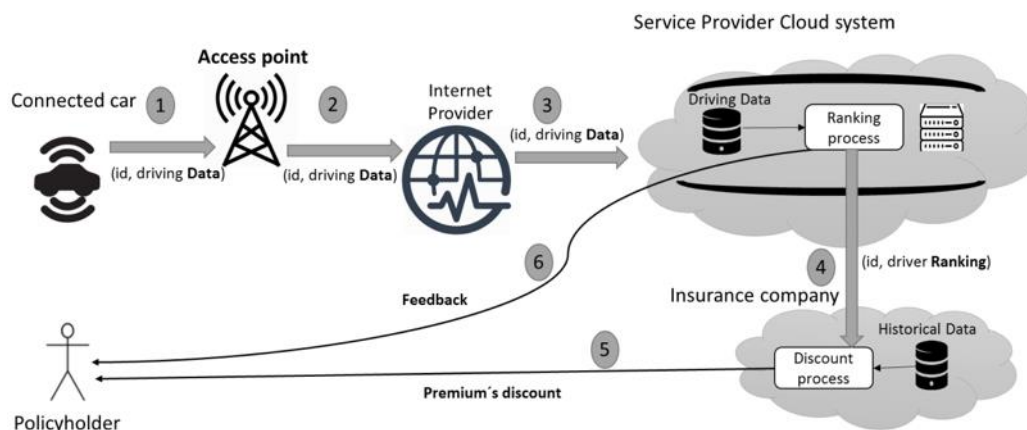 Service Provider Cloud system
Access point
Connected car
1
2
Internet
Provider
3
Driving Data
Ranking
process
(id, driving Data)
(id, driving Data)
(id, driving Data)
6
4
(id, driver Ranking)
Feedback
Insurance company
Historical Data
5
Discount
process
Premium´s discount
Policyholder